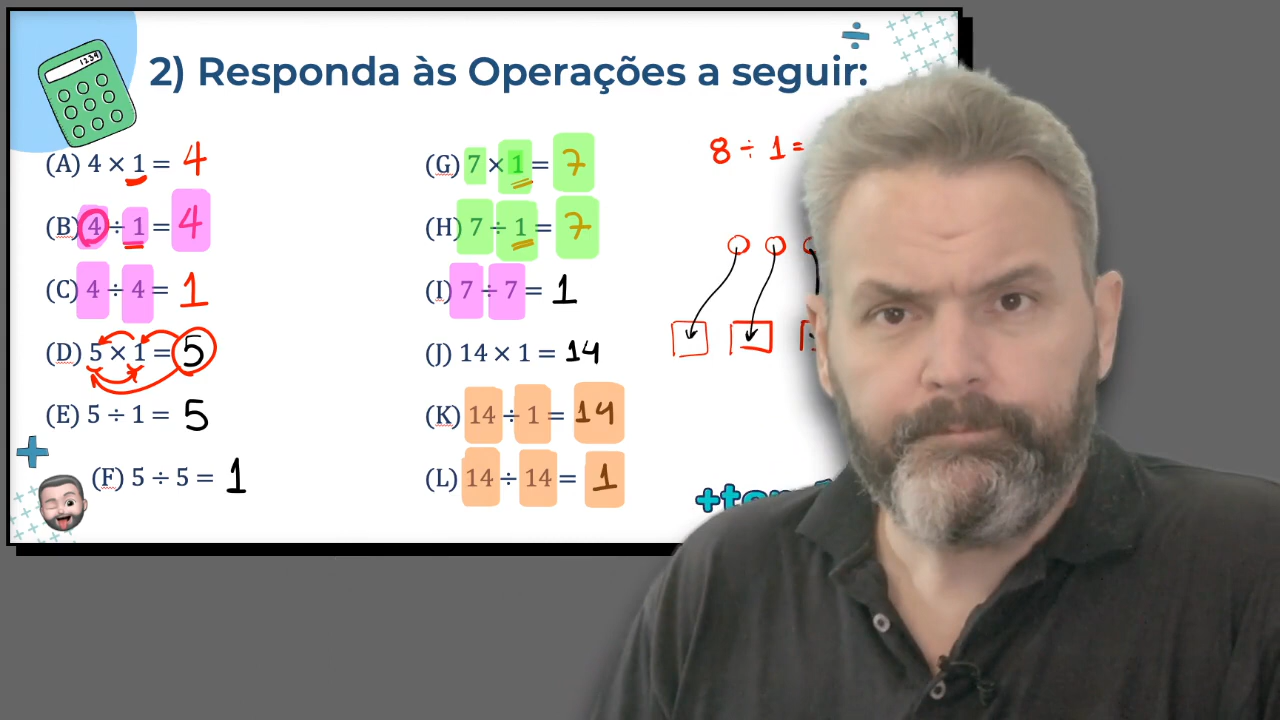 1234
2) Responda às Operações a seguir:
(A) 4 × 1 = 4
(B) 4 ÷ 1 = 4
(C) 4 ÷ 4 = 1
(D) 5 × 1 = 5
(E) 5 ÷ 1 = 5
(F) 5 ÷ 5 = 1
(G) 7 × 1 = 7
(H) 7 ÷ 1 = 7
(I) 7 ÷ 7 = 1
(J) 14 × 1 = 14
(K) 14 ÷ 1 = 14
(L) 14 ÷ 14 = 1
8 ÷ 1 =